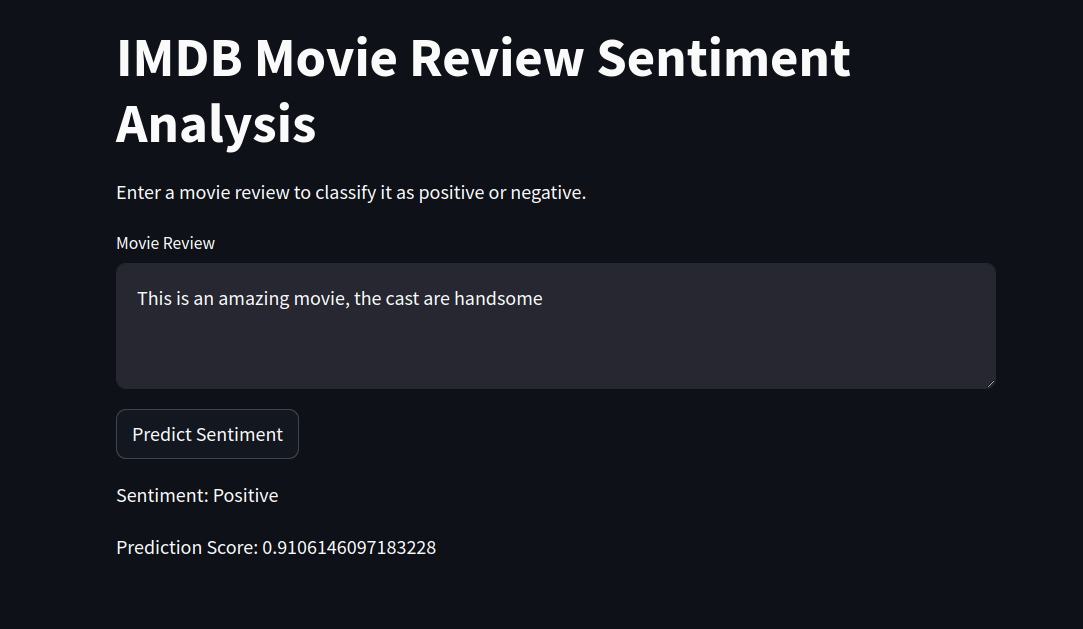 IMDB Movie Review Sentiment
Analysis
Enter a movie review to classify it as positive or negative.
Movie Review
This is an amazing movie, the cast are handsome
Predict Sentiment
Sentiment: Positive
Prediction Score: 0.9106146097183228